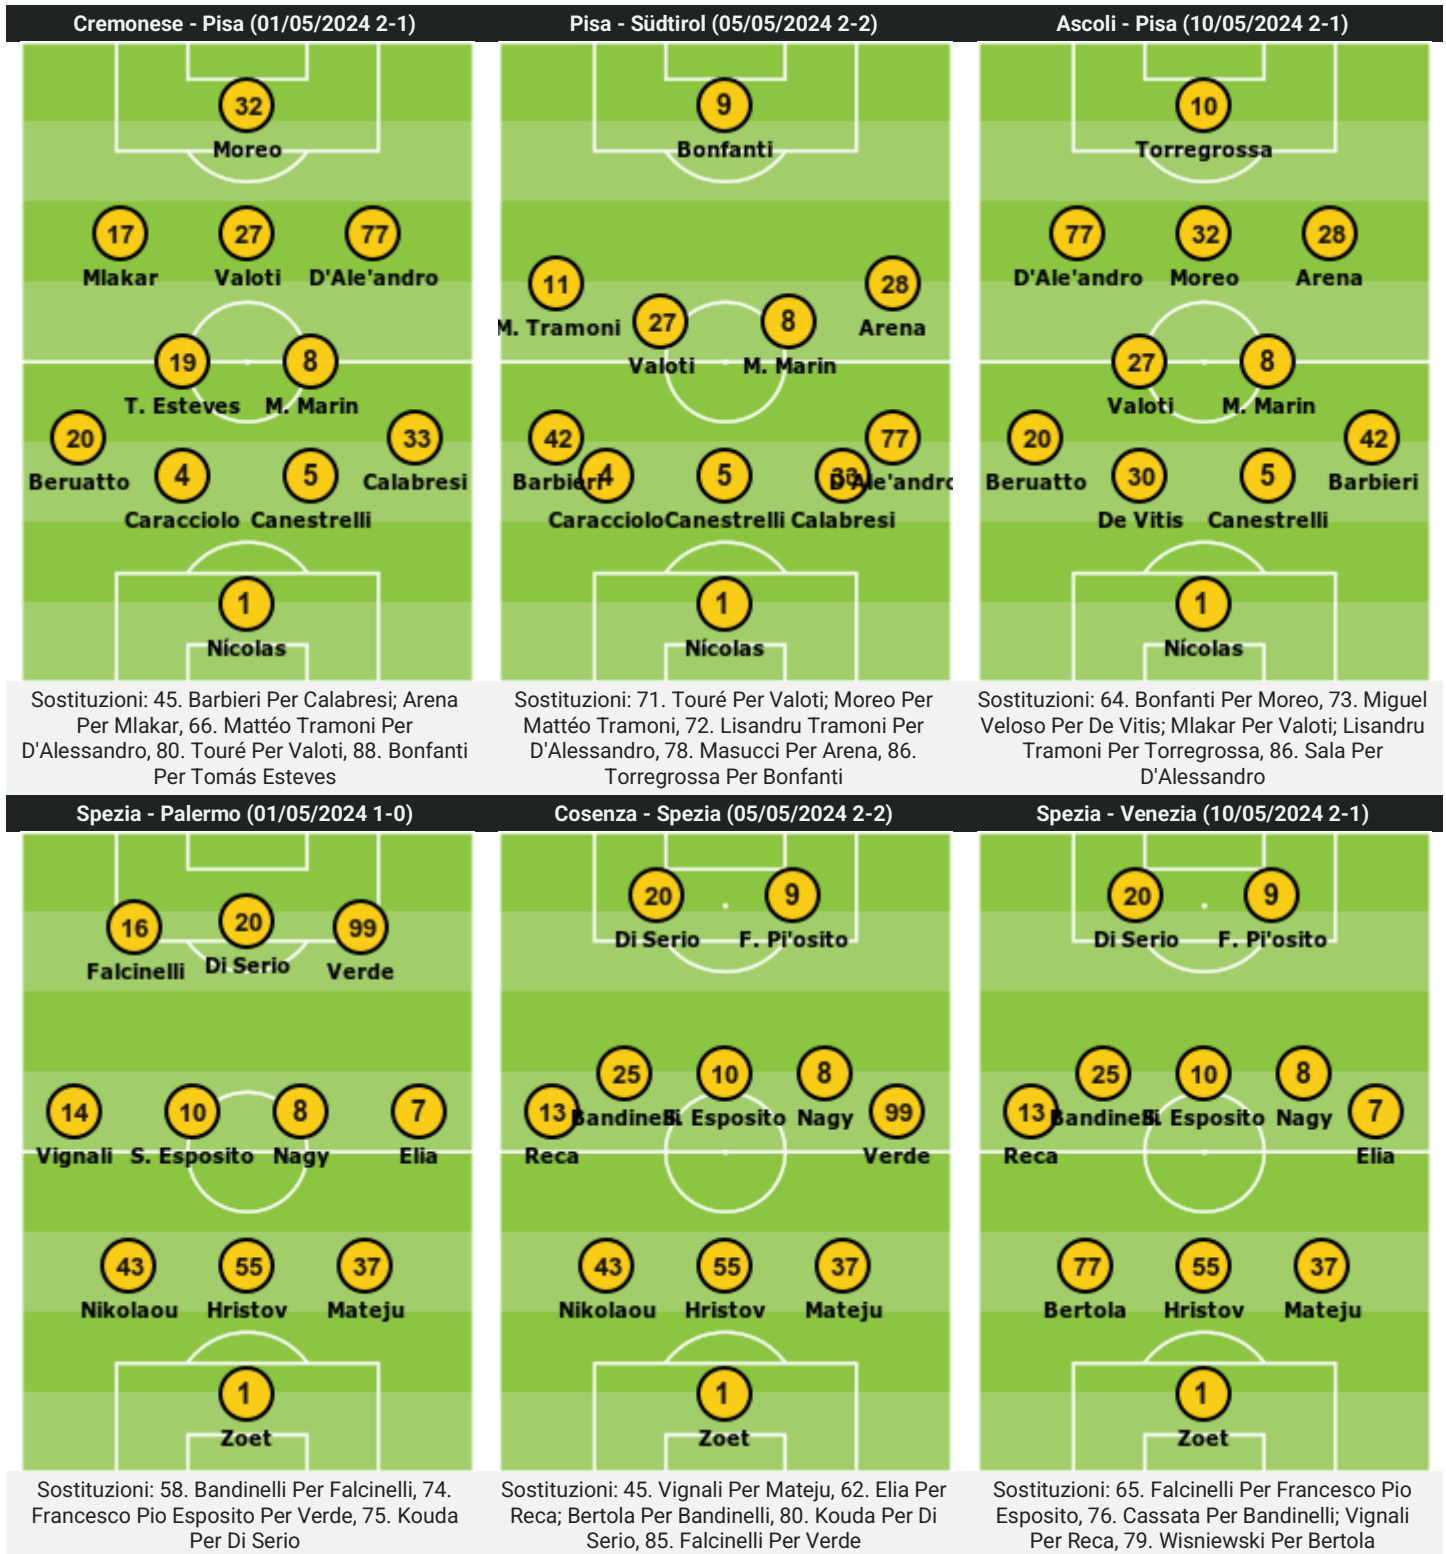 Cremonese - Pisa (01/05/2024 2-1)
32
Moreo
17 27 77
Mlakar Valoti D'Ale'andro
19 8
T. Esteves M. Marin
20 33
Beruatto Calabresi
4 5
Caracciolo Canestrelli
1
Nícolas
Sostituzioni: 45. Barbieri Per Calabresi; Arena
Per Mlakar, 66. Mattéo Tramoni Per
D'Alessandro, 80. Touré Per Valoti, 88. Bonfanti
Per Tomás Esteves
Pisa - Südtirol (05/05/2024 2-2)
9
Bonfanti
11 28
M. Tramoni Arena
27 8
Valoti M. Marin
42 77
Barbieri D'Ale'andro
4 5 33
Caracciolo Canestrelli Calabresi
1
Nícolas
Sostituzioni: 71. Touré Per Valoti; Moreo Per
Mattéo Tramoni, 72. Lisandru Tramoni Per
D'Alessandro, 78. Masucci Per Arena, 86.
Torregrossa Per Bonfanti
Ascoli - Pisa (10/05/2024 2-1)
10
Torregrossa
77 32 28
D'Ale'andro Moreo Arena
27 8
Valoti M. Marin
20 42
Beruatto Barbieri
30 5
De Vitis Canestrelli
1
Nícolas
Sostituzioni: 64. Bonfanti Per Moreo, 73. Miguel
Veloso Per De Vitis; Mlakar Per Valoti; Lisandru
Tramoni Per Torregrossa, 86. Sala Per
D'Alessandro
Spezia - Palermo (01/05/2024 1-0)
16 20 99
Falcinelli Di Serio Verde
14 10 8 7
Vignali S. Esposito Nagy Elia
43 55 37
Nikolaou Hristov Mateju
1
Zoet
Sostituzioni: 58. Bandinelli Per Falcinelli, 74.
Francesco Pio Esposito Per Verde, 75. Kouda
Per Di Serio
Cosenza - Spezia (05/05/2024 2-2)
20 9
Di Serio F. Pi'osito
25 10 8
Bandinelli S. Esposito Nagy
13 99
Reca Verde
43 55 37
Nikolaou Hristov Mateju
1
Zoet
Sostituzioni: 45. Vignali Per Mateju, 62. Elia Per
Reca; Bertola Per Bandinelli, 80. Kouda Per Di
Serio, 85. Falcinelli Per Verde
Spezia - Venezia (10/05/2024 2-1)
20 9
Di Serio F. Pi'osito
25 10 8
Bandinelli S. Esposito Nagy
13 7
Reca Elia
77 55 37
Bertola Hristov Mateju
1
Zoet
Sostituzioni: 65. Falcinelli Per Francesco Pio
Esposito, 76. Cassata Per Bandinelli; Vignali
Per Reca, 79. Wisniewski Per Bertola